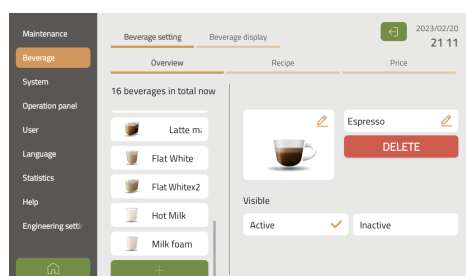 Maintenance
Beverage
System
Operation panel
User
Language
Statistics
Help
Engineering setti
Beverage setting
Beverage display
2023/02/20
21 11
Overview
Recipe
Price
16 beverages in total now
Latte ma
Flat White
Flat Whitex2
Hot Milk
Milk foam
+
Espresso
DELETE
Visible
Active
Inactive